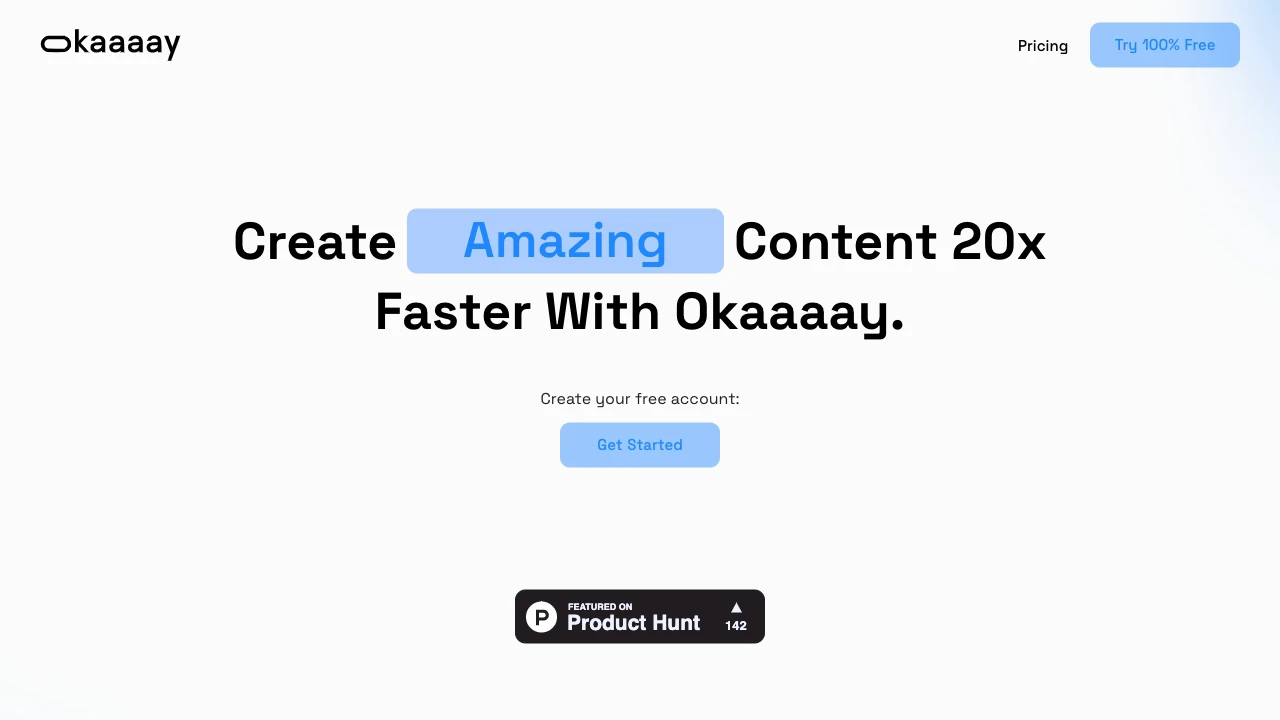 Okaaaay
Pricing
Try 100% Free
Create Amazing Content 20x
Faster With Okaaaay.
Create your free account:
Get Started
P
FEATURED ON
Product Hunt
▲
142